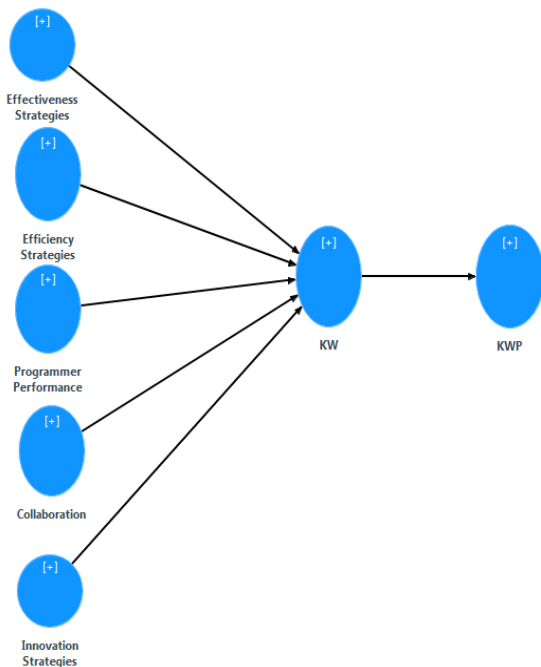 [+]
Effectiveness
Strategies
[+]
Efficiency
Strategies
[+]
Programmer
Performance
[+]
Collaboration
[+]
Innovation
Strategies
[+]
KW
[+]
KWP